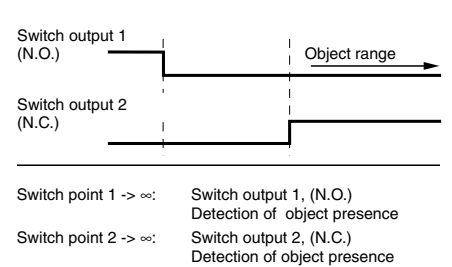 Switch output 1
(N.O.)
Object range
Switch output 2
(N.C.)
Switch point 1 -> ∞: Switch output 1, (N.O.)
Detection of object presence
Switch point 2 -> ∞: Switch output 2, (N.C.)
Detection of object presence